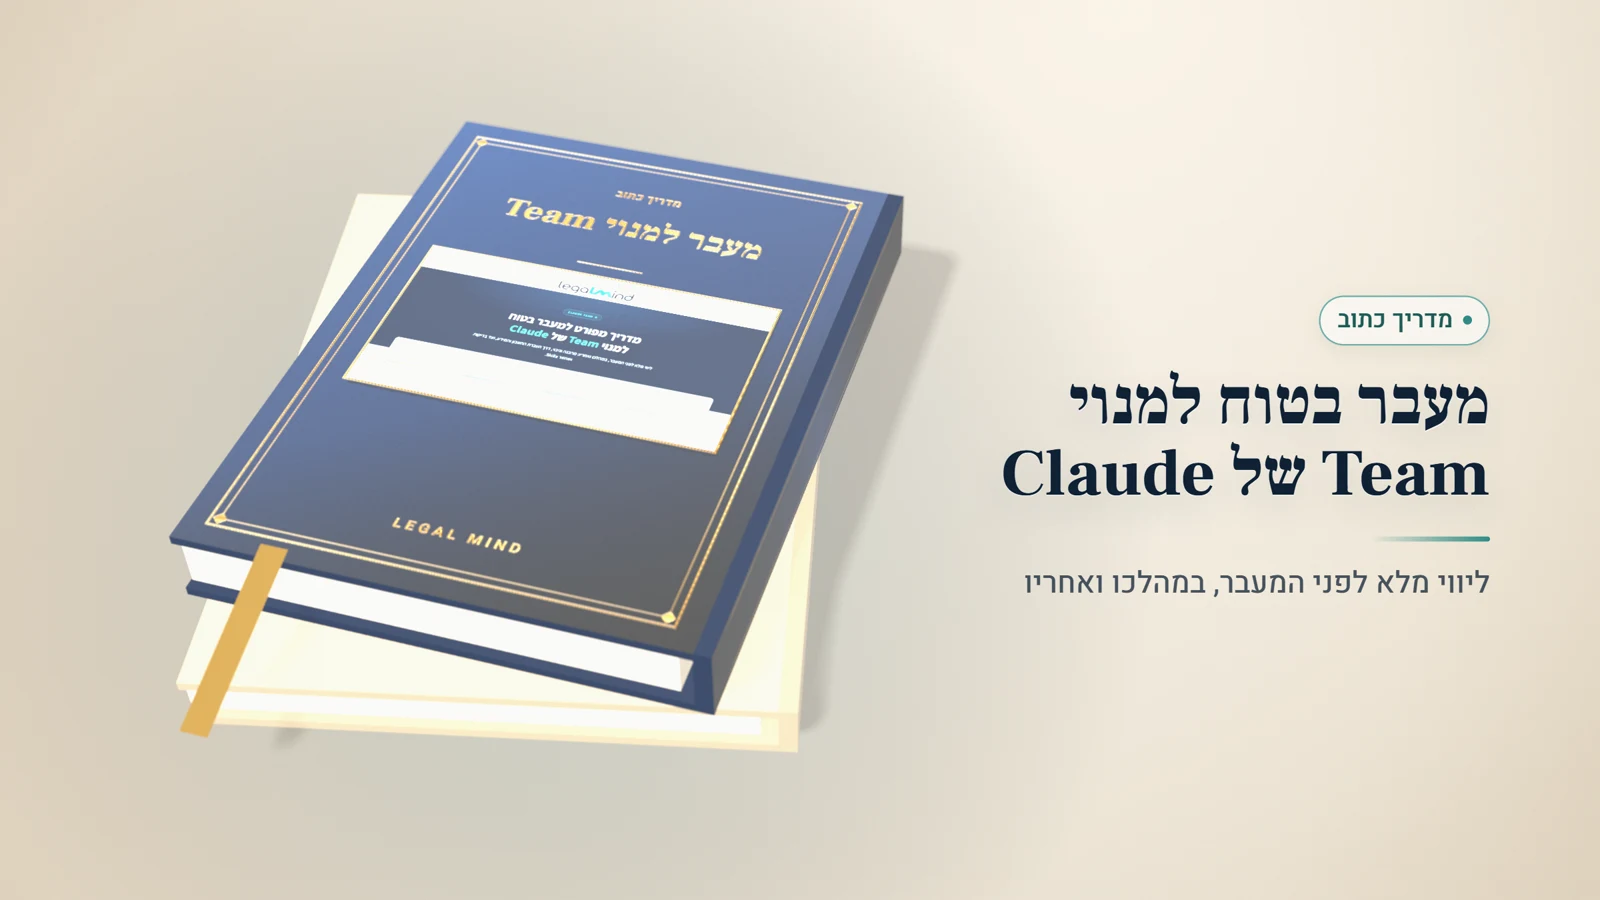 מדריך כתוב
מעבר בטוח למנוי
Team של Claude
ליווי מלא לפני המעבר, במהלכו ואחריו
מדריך כתוב
מעבר למנוי Team
legalmind
מדריך מפורט למעבר בטוח
למנוי Team של Claude
LEGAL MIND